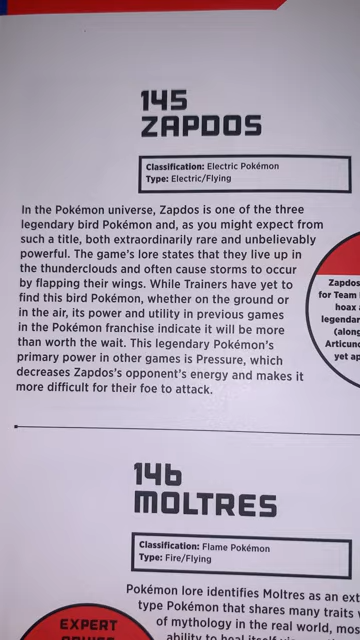 145
ZAPDOS
Classification: Electric Pokémon
Type: Electric/Flying
In the Pokémon universe, Zapdos is one of the three
legendary bird Pokémon and, as you might expect from
such a title, both extraordinarily rare and unbelievably
powerful. The game's lore states that they live up in
the thunderclouds and often cause storms to occur
by flapping their wings. While Trainers have yet to
find this bird Pokémon, whether on the ground or
in the air, its power and utility in previous games
in the Pokémon franchise indicate it will be more
than worth the wait. This legendary Pokémon's
primary power in other games is Pressure, which
decreases Zapdos's opponent's energy and makes it
more difficult for their foe to attack.
Zapdos
for Team
hoax
legendar
(along
Articuno
yet ap
146
MOLTRES
Classification: Flame Pokémon
Type: Fire/Flying
Pokémon lore identifies Moltres as an ext
type Pokémon that shares many traits
of mythology in the real world, mos
ability to heal itself
EXPERT